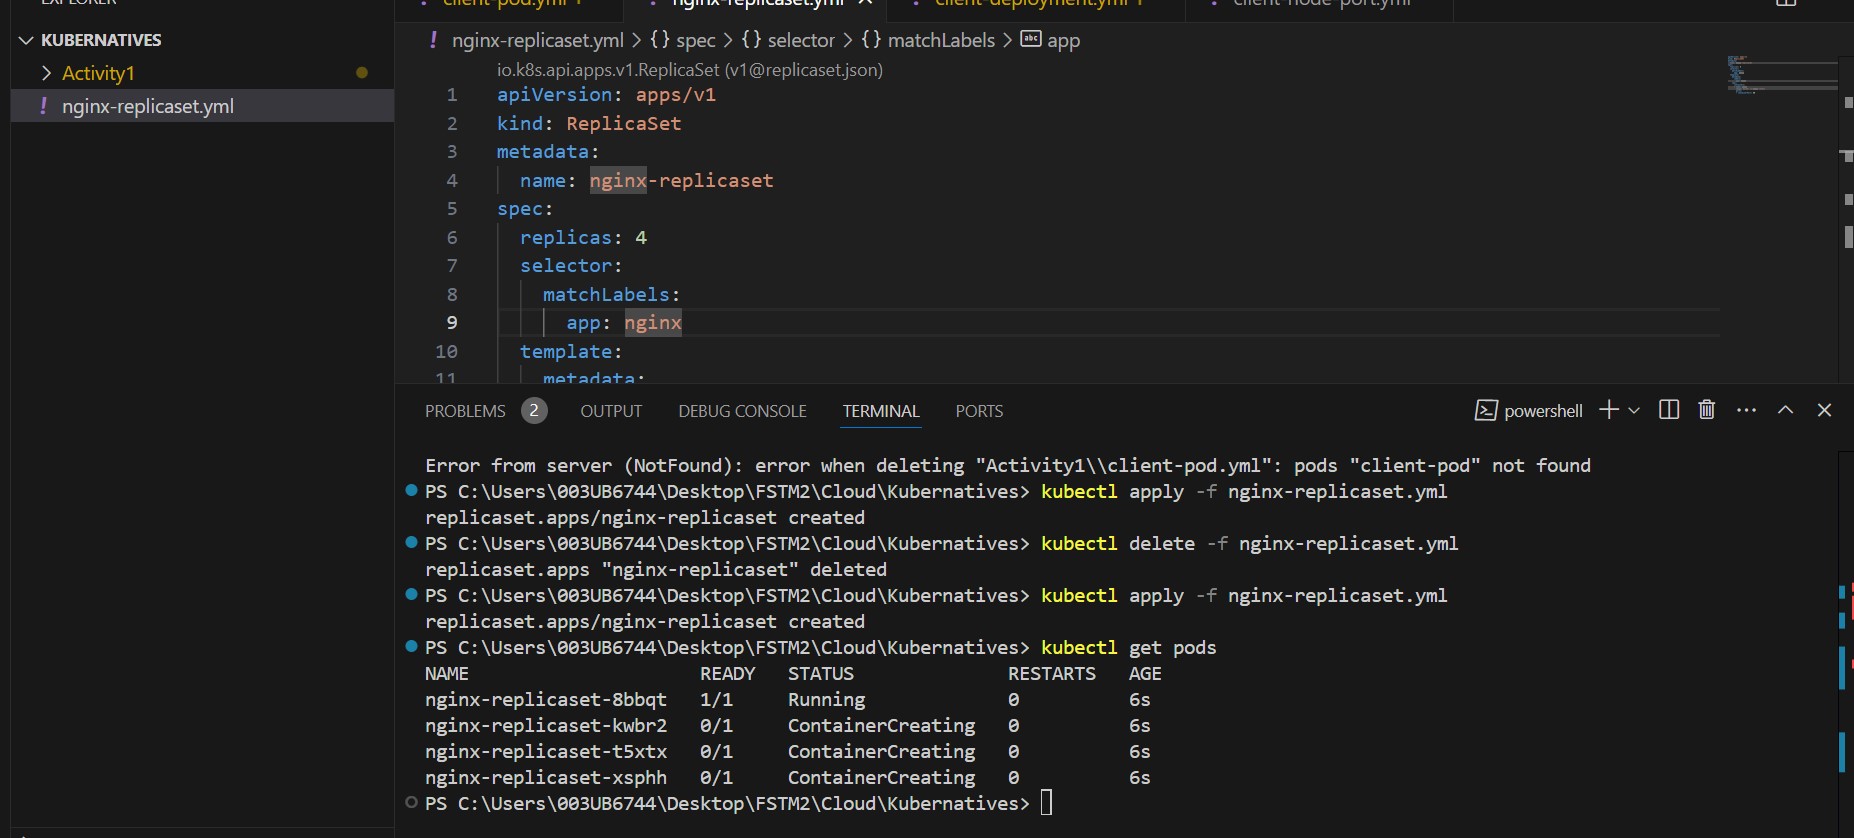 EXPLORER
client-pod.yml 1
nginx-replicaset.yml
client-deployment.yml 1
client-node-port.yml
KUBERNATIVES
Activity1
! nginx-replicaset.yml
! nginx-replicaset.yml > {} spec > {} selector > {} matchLabels > abc app
io.k8s.api.apps.v1.ReplicaSet (v1@replicaset.json)
1 apiVersion: apps/v1
2 kind: ReplicaSet
3 metadata:
4 name: nginx-replicaset
5 spec:
6 replicas: 4
7 selector:
8 matchLabels:
9 app: nginx
10 template:
11 metadata:
PROBLEMS 2 OUTPUT DEBUG CONSOLE TERMINAL PORTS powershell
Error from server (NotFound): error when deleting "Activity1\\client-pod.yml": pods "client-pod" not found
PS C:\Users\003UB6744\Desktop\FSTM2\Cloud\Kubernatives> kubectl apply -f nginx-replicaset.yml
replicaset.apps/nginx-replicaset created
PS C:\Users\003UB6744\Desktop\FSTM2\Cloud\Kubernatives> kubectl delete -f nginx-replicaset.yml
replicaset.apps "nginx-replicaset" deleted
PS C:\Users\003UB6744\Desktop\FSTM2\Cloud\Kubernatives> kubectl apply -f nginx-replicaset.yml
replicaset.apps/nginx-replicaset created
PS C:\Users\003UB6744\Desktop\FSTM2\Cloud\Kubernatives> kubectl get pods
NAME READY STATUS RESTARTS AGE
nginx-replicaset-8bbqt 1/1 Running 0 6s
nginx-replicaset-kwbr2 0/1 ContainerCreating 0 6s
nginx-replicaset-t5xtx 0/1 ContainerCreating 0 6s
nginx-replicaset-xsphh 0/1 ContainerCreating 0 6s
PS C:\Users\003UB6744\Desktop\FSTM2\Cloud\Kubernatives>